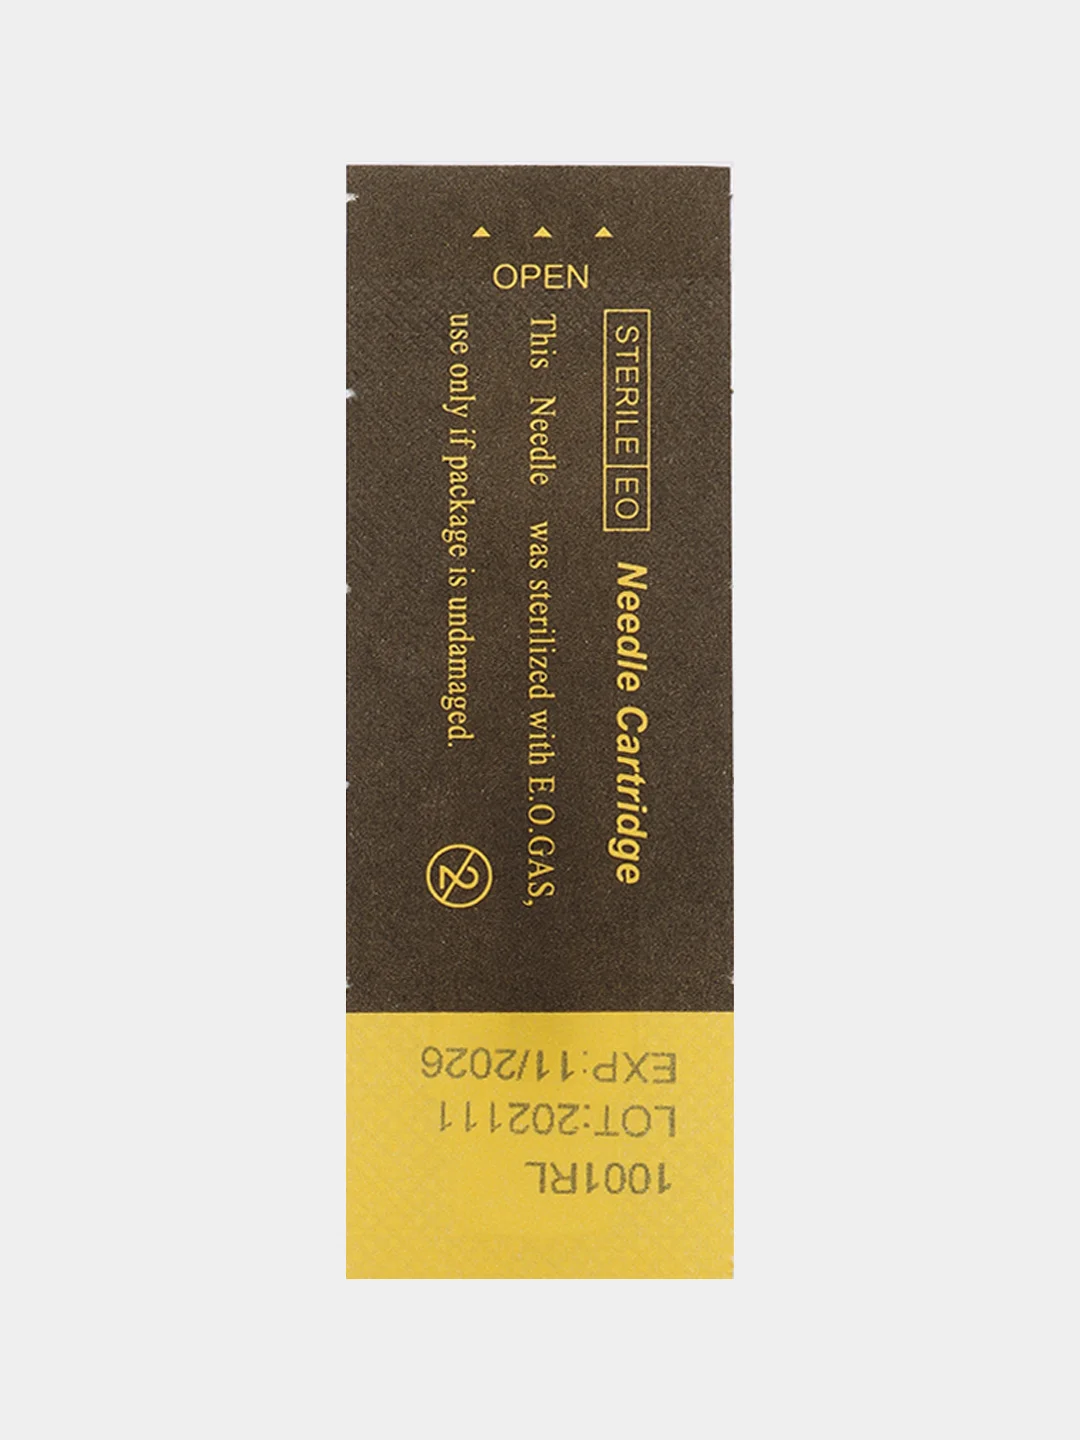 OPEN
STERILE EO Needle Cartridge
This Needle was sterilized with E.O.GAS,
use only if package is undamaged.
2
1001RL
LOT:202111
EXP:11/2026